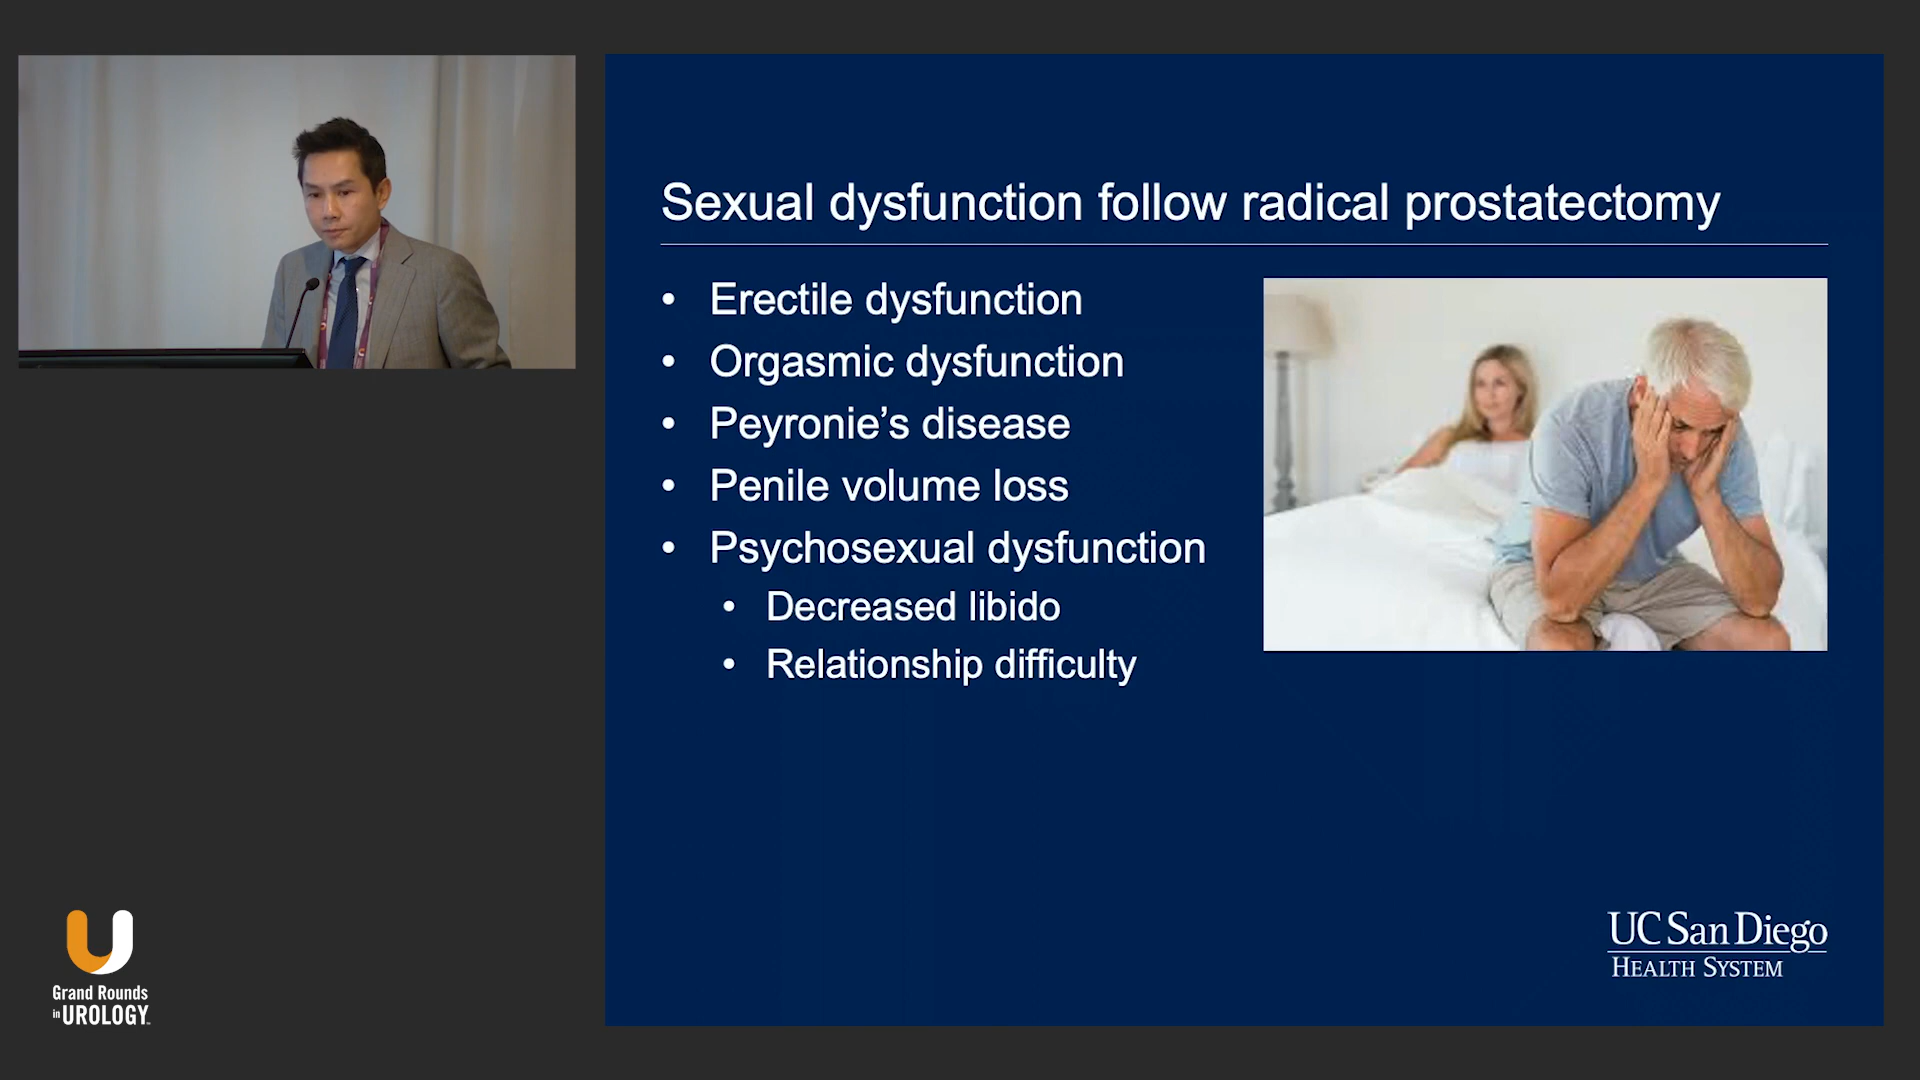 Sexual dysfunction follow radical prostatectomy
• Erectile dysfunction
• Orgasmic dysfunction
• Peyronie’s disease
• Penile volume loss
• Psychosexual dysfunction
• Decreased libido
• Relationship difficulty
UC San Diego
HEALTH SYSTEM
Grand Rounds
in UROLOGY